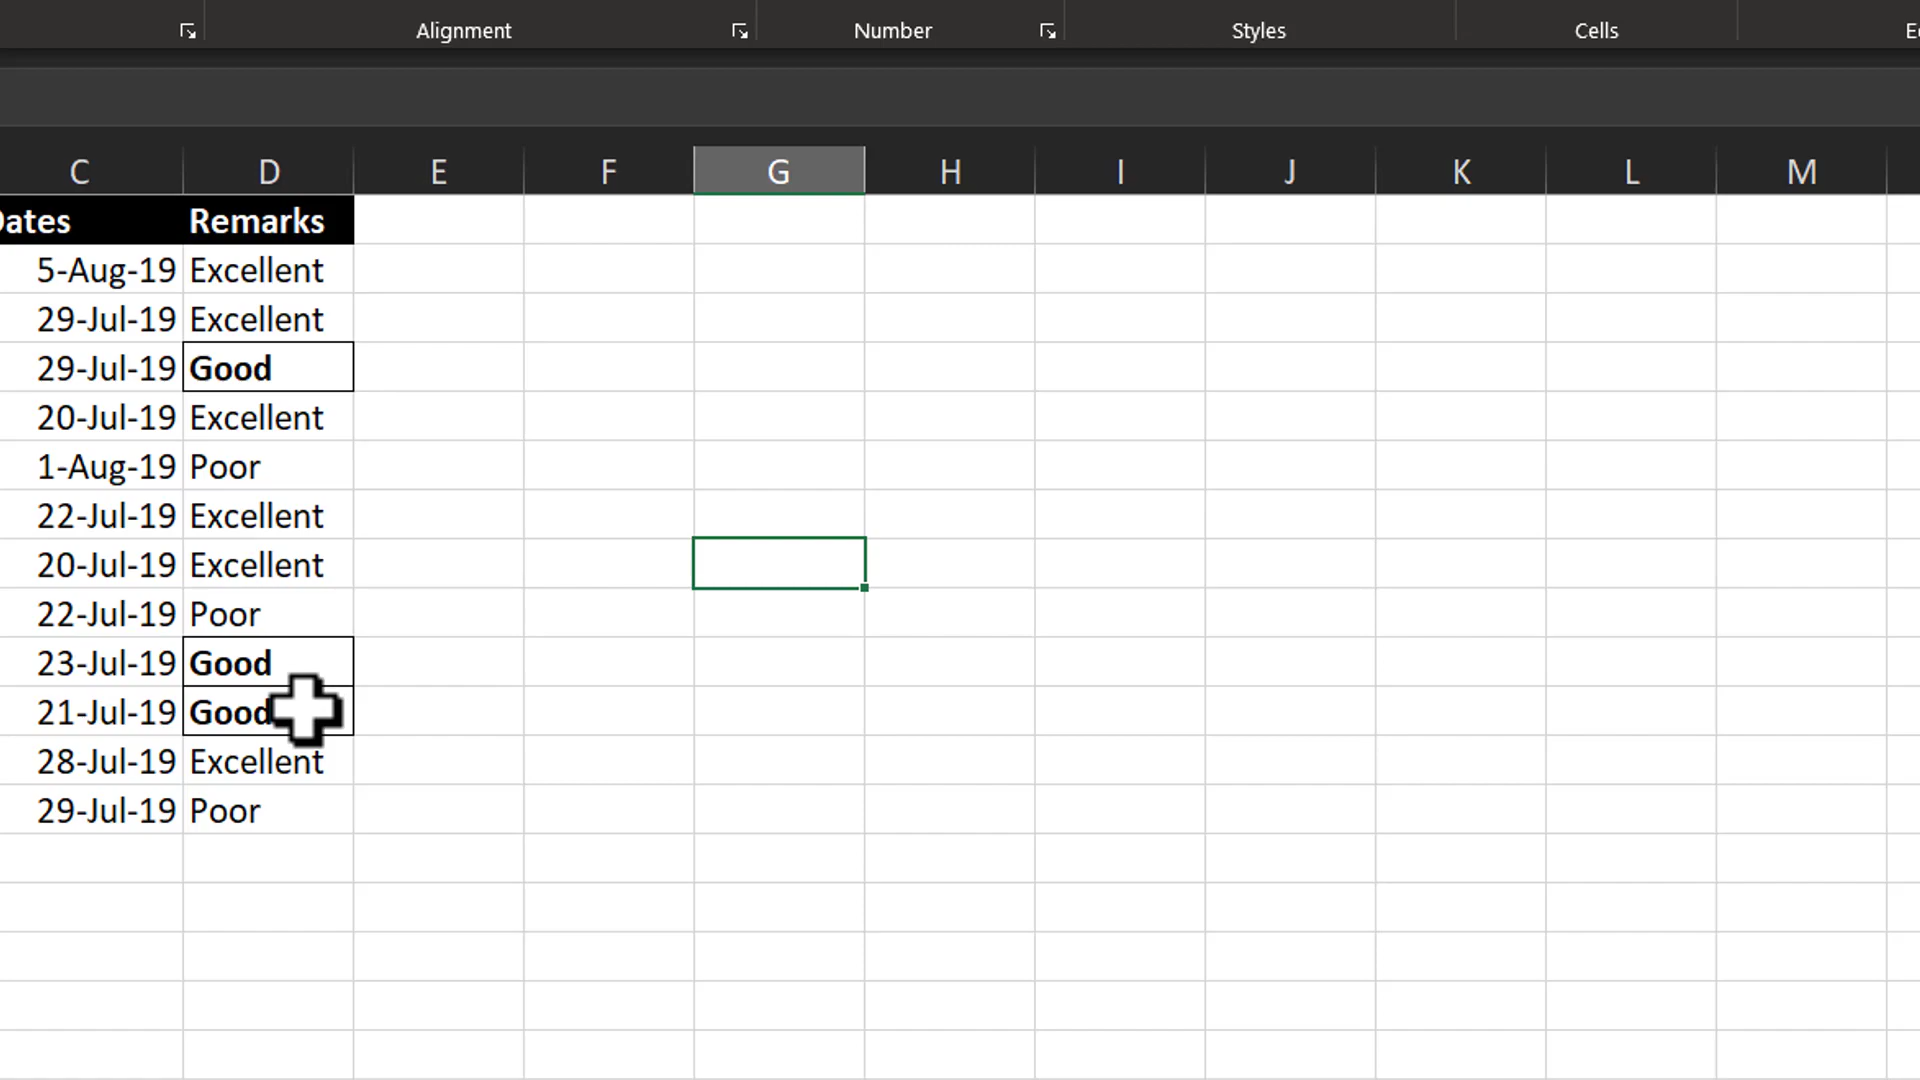 Alignment Number Styles Cells
C D E F G H I J K L M
Dates Remarks
5-Aug-19 Excellent
29-Jul-19 Excellent
29-Jul-19 Good
20-Jul-19 Excellent
1-Aug-19 Poor
22-Jul-19 Excellent
20-Jul-19 Excellent
22-Jul-19 Poor
23-Jul-19 Good
21-Jul-19 Good
28-Jul-19 Excellent
29-Jul-19 Poor